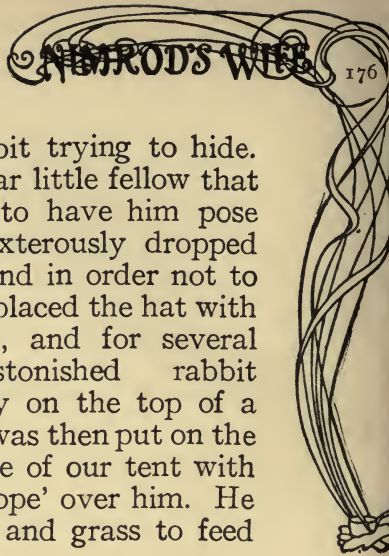 NIMROD'S WIFE
176
bit trying to hide.
ar little fellow that
to have him pose
exterously dropped
nd in order not to
placed the hat with
, and for several
stonished rabbit
y on the top of a
was then put on the
e of our tent with
ope' over him. He
and grass to feed